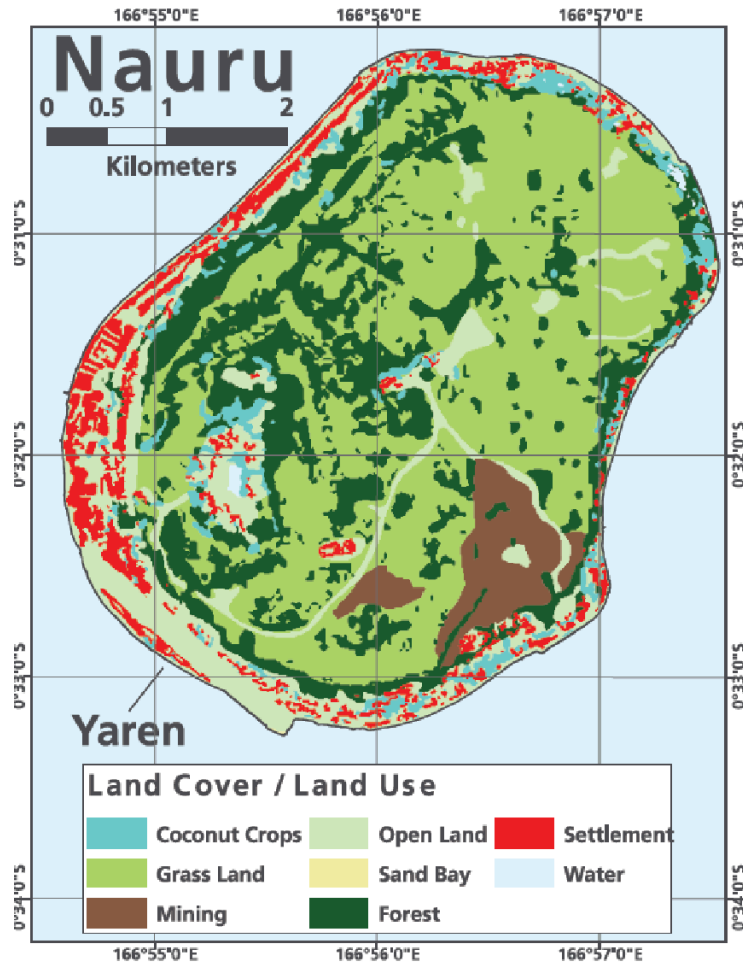 166°55'0"E 166°56'0"E 166°57'0"E
Nauru
0 0.5 1 2
Kilometers
0°31'0"S 0°31'0"S
0°32'0"S 0°32'0"S
0°33'0"S 0°33'0"S
Yaren
Land Cover / Land Use
Coconut Crops Open Land Settlement
Grass Land Sand Bay Water
Mining Forest
0°34'0"S 0°34'0"S
166°55'0"E 166°56'0"E 166°57'0"E